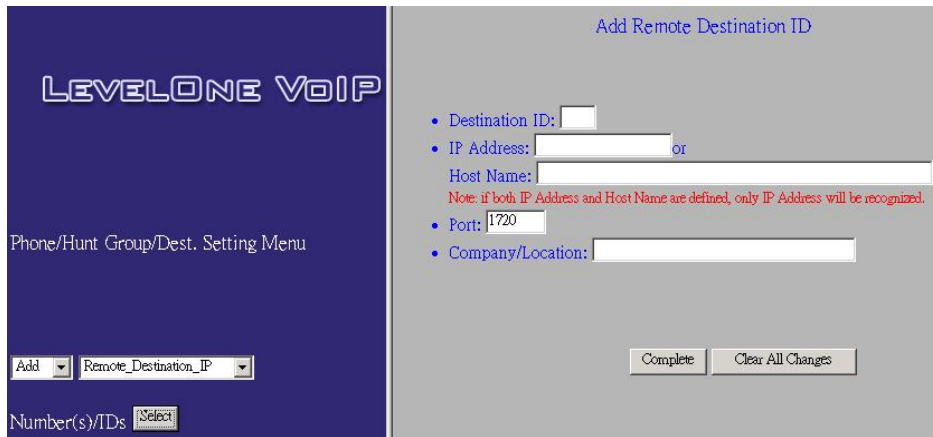 LEVELONE VOIP
Phone/Hunt Group/Dest. Setting Menu
Add Remote_Destination_IP
Number(s)/IDs Select
Add Remote Destination ID
• Destination ID:
• IP Address: or
Host Name:
Note: if both IP Address and Host Name are defined, only IP Address will be recognized.
• Port: 1720
• Company/Location:
Complete Clear All Changes